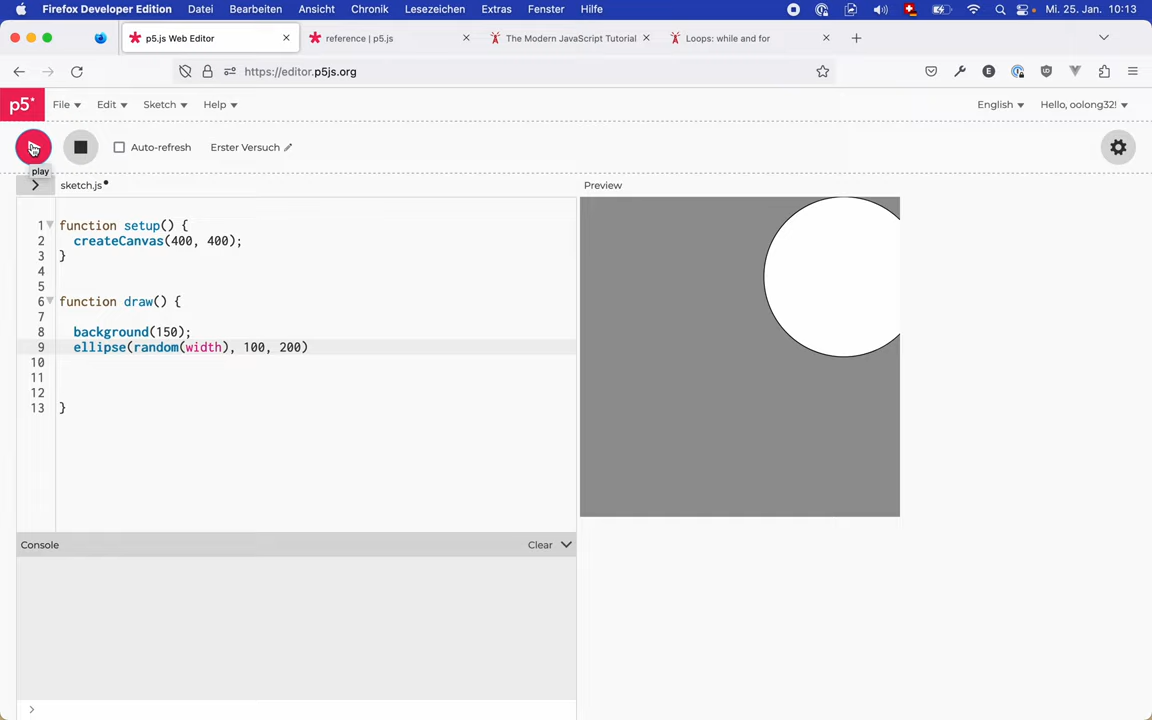 Firefox Developer Edition Datei Bearbeiten Ansicht Chronik Lesezeichen Extras Fenster Hilfe Mi. 25. Jan. 10:13
p5.js Web Editor reference | p5.js The Modern JavaScript Tutorial Loops: while and for
https://editor.p5js.org
p5* File Edit Sketch Help English Hello, oolong32!
Auto-refresh Erster Versuch
play
sketch.js Preview
1 function setup() {
2 createCanvas(400, 400);
3 }
4
5
6 function draw() {
7
8 background(150);
9 ellipse(random(width), 100, 200)
10
11
12
13 }
Console Clear